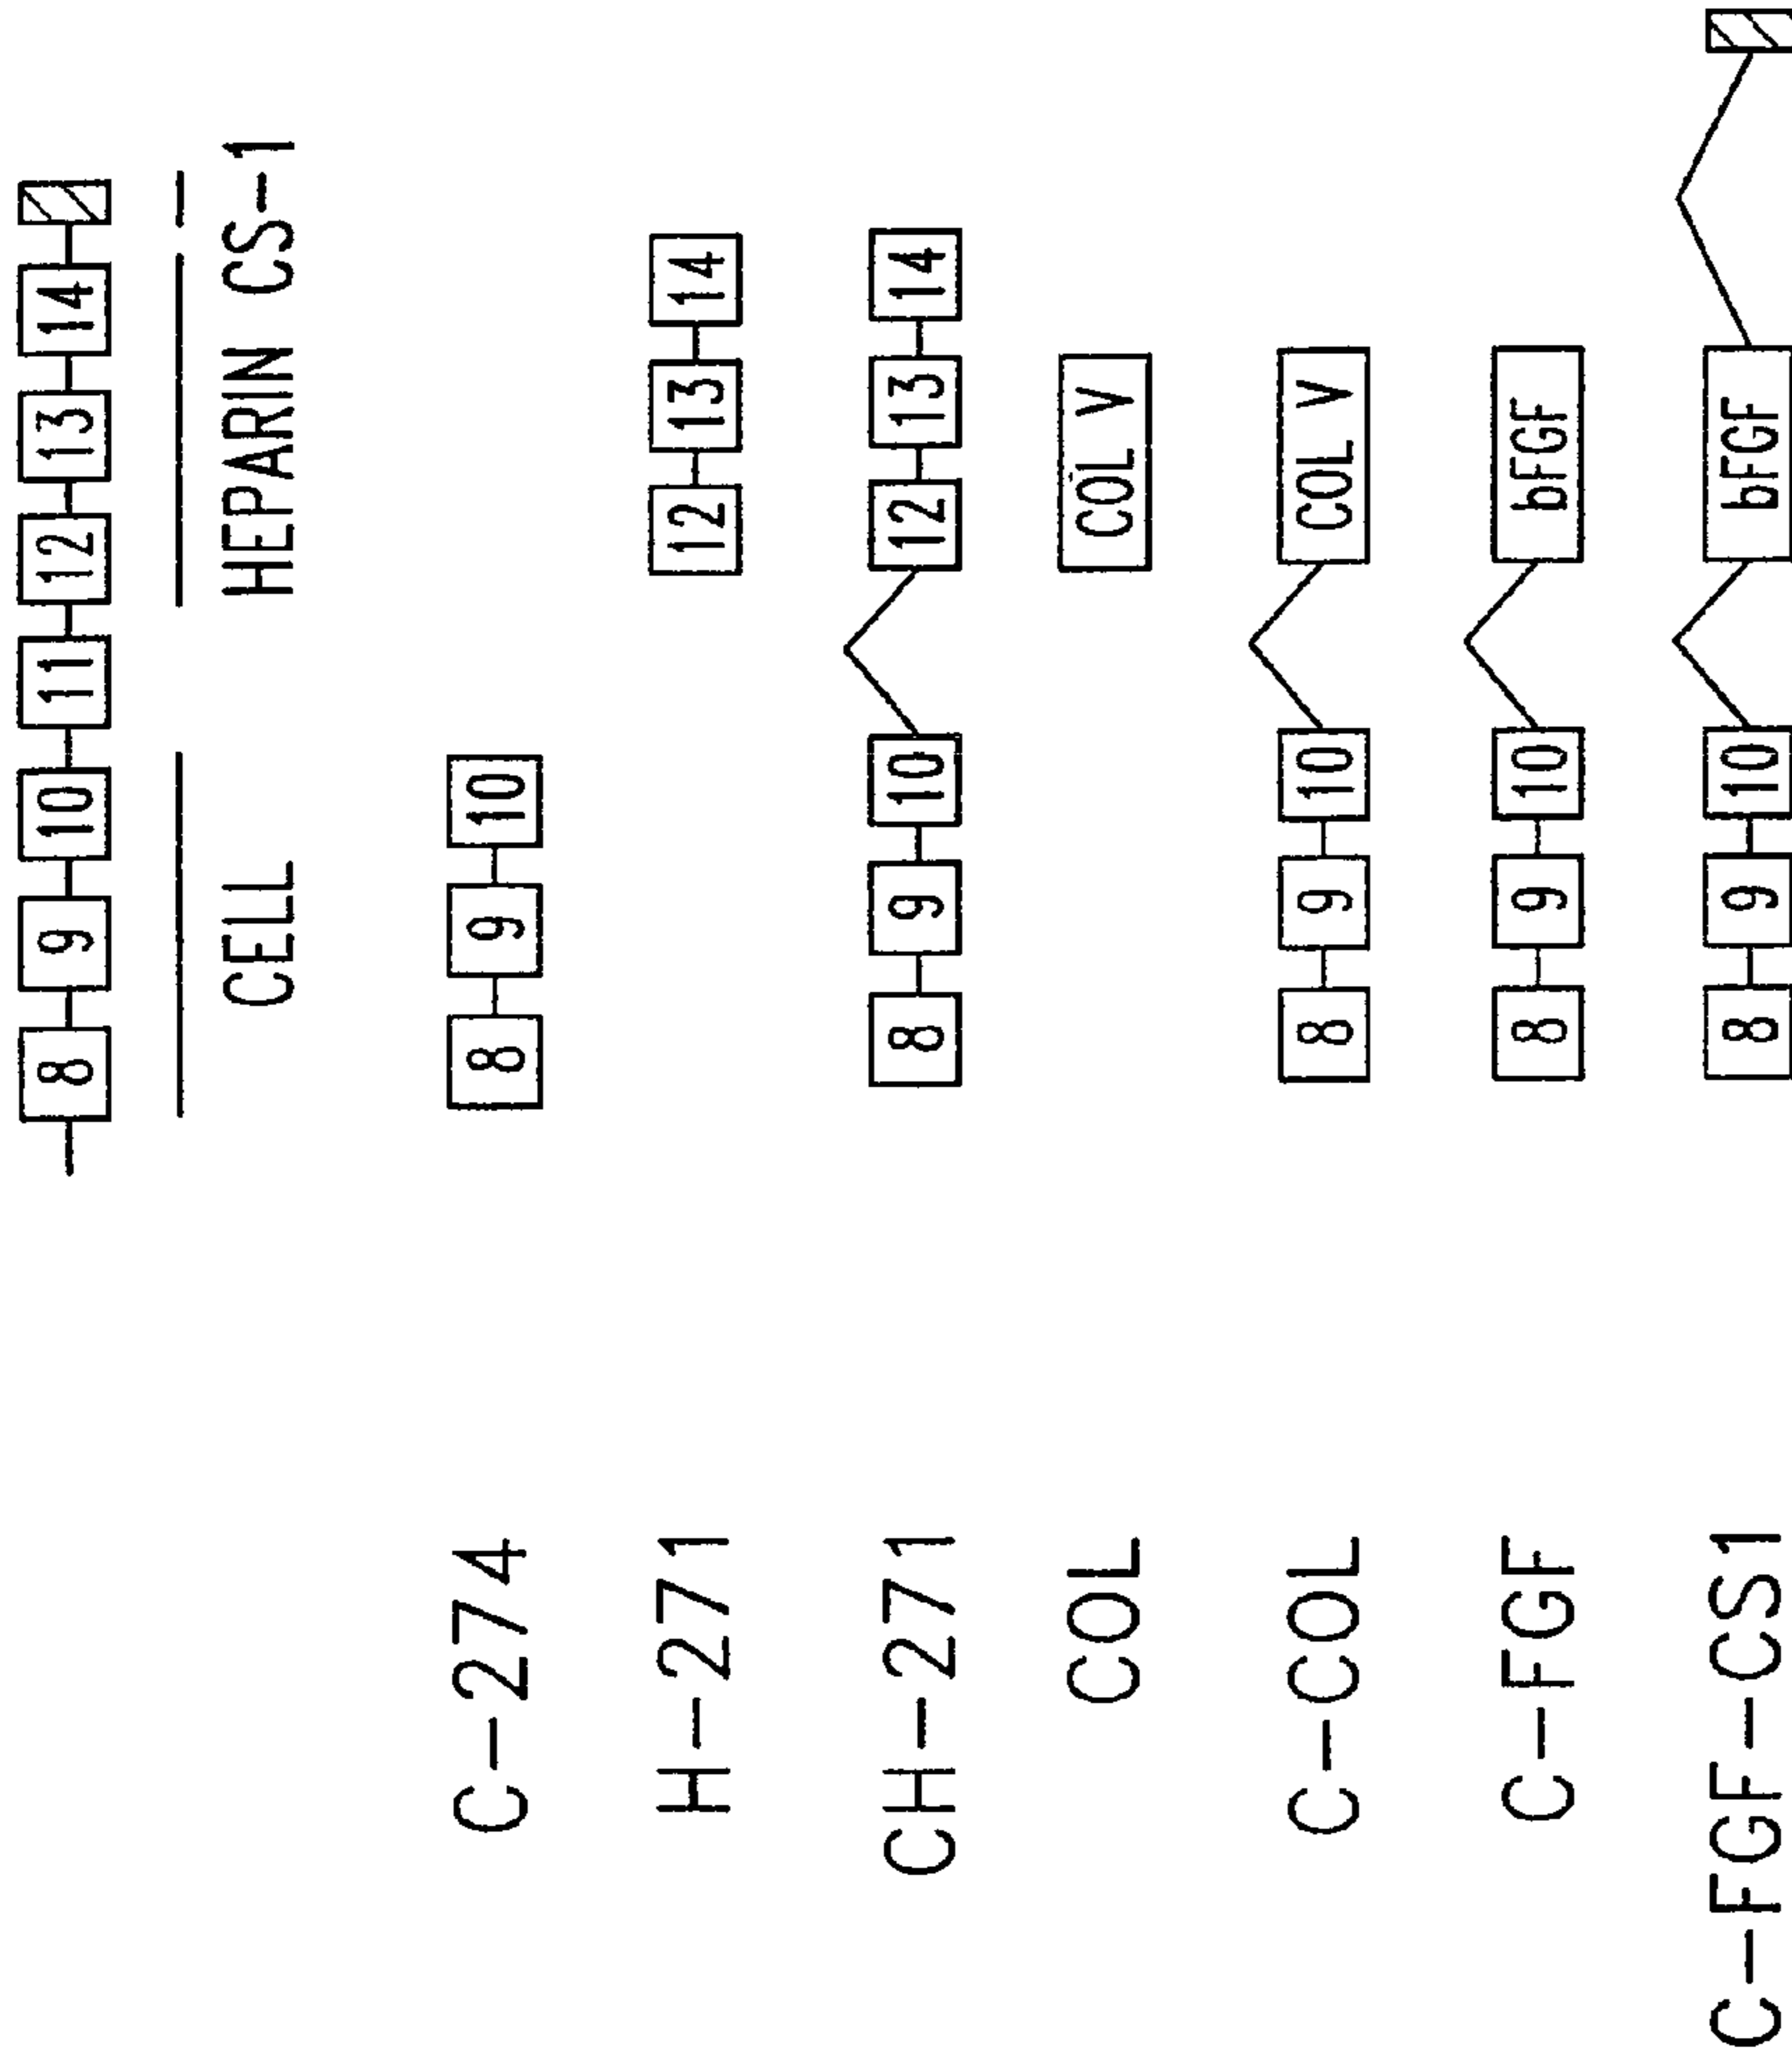 8 9 10 11 12 13 14
CELL HEPARIN CS-1
C-274 8 9 10
H-271 12 13 14
CH-271 8 9 10 12 13 14
COL COL V
C-COL 8 9 10 COL V
C-FGF 8 9 10 bFGF
C-FGF-CS1 8 9 10 bFGF